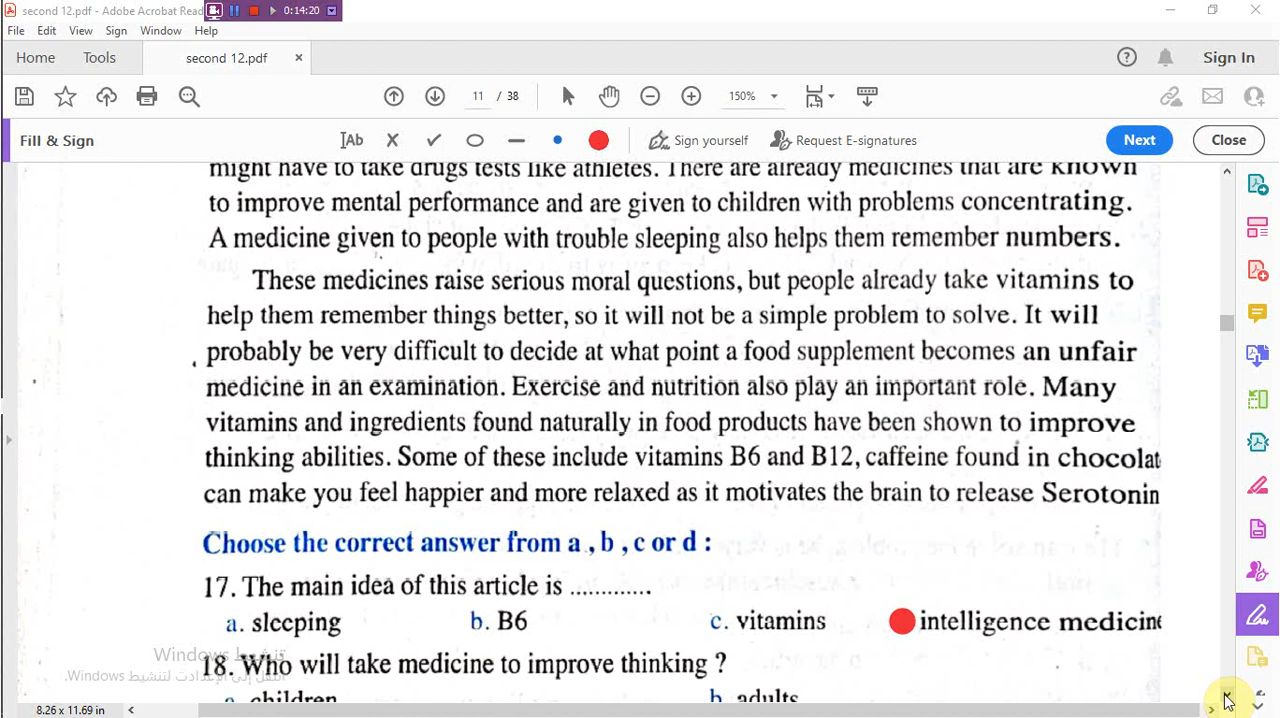 second 12.pdf - Adobe Acrobat Rea
0:14:20
File Edit View Sign Window Help
Home Tools second 12.pdf ×
Sign In
11 / 38 150%
Fill & Sign Ab Sign yourself Request E-signatures Next Close
might have to take drugs tests like athletes. There are already medicines that are known
to improve mental performance and are given to children with problems concentrating.
A medicine given to people with trouble sleeping also helps them remember numbers.
These medicines raise serious moral questions, but people already take vitamins to
help them remember things better, so it will not be a simple problem to solve. It will
probably be very difficult to decide at what point a food supplement becomes an unfair
medicine in an examination. Exercise and nutrition also play an important role. Many
vitamins and ingredients found naturally in food products have been shown to improve
thinking abilities. Some of these include vitamins B6 and B12, caffeine found in chocolat
can make you feel happier and more relaxed as it motivates the brain to release Serotonin
Choose the correct answer from a , b , c or d :
17. The main idea of this article is .............
a. sleeping b. B6 c. vitamins intelligence medicine
تنشيط Windows
18. Who will take medicine to improve thinking ?
انتقل إلى الإعدادات لتنشيط Windows.
a. children b. adults
8.26 x 11.69 in